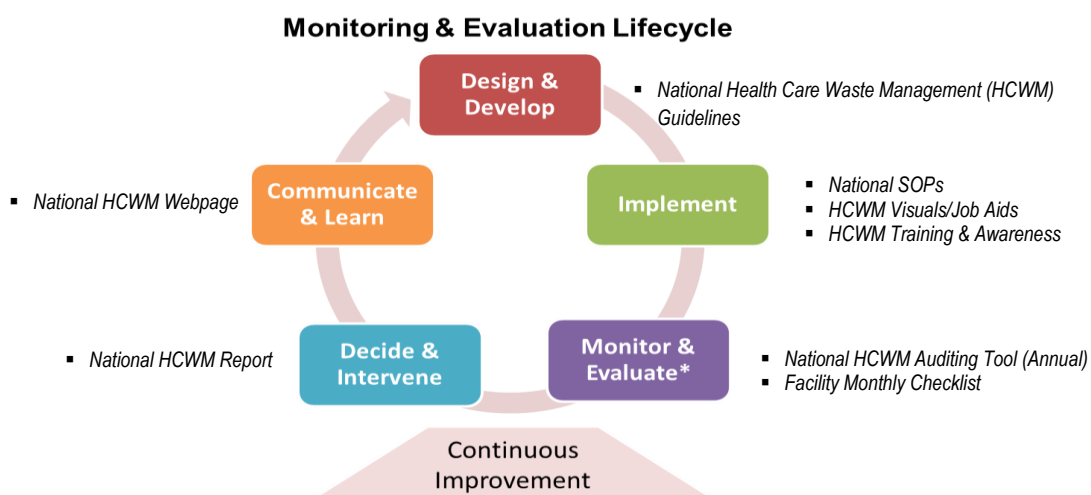 Monitoring & Evaluation Lifecycle
Design &
Develop
▪ National Health Care Waste Management (HCWM)
Guidelines
Implement
▪ National SOPs
▪ HCWM Visuals/Job Aids
▪ HCWM Training & Awareness
Monitor &
Evaluate*
▪ National HCWM Auditing Tool (Annual)
▪ Facility Monthly Checklist
Decide &
Intervene
▪ National HCWM Report
Communicate
& Learn
▪ National HCWM Webpage
Continuous
Improvement